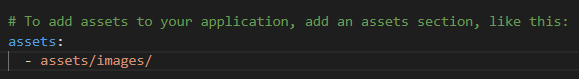 # To add assets to your application, add an assets section, like this:
assets:
  - assets/images/